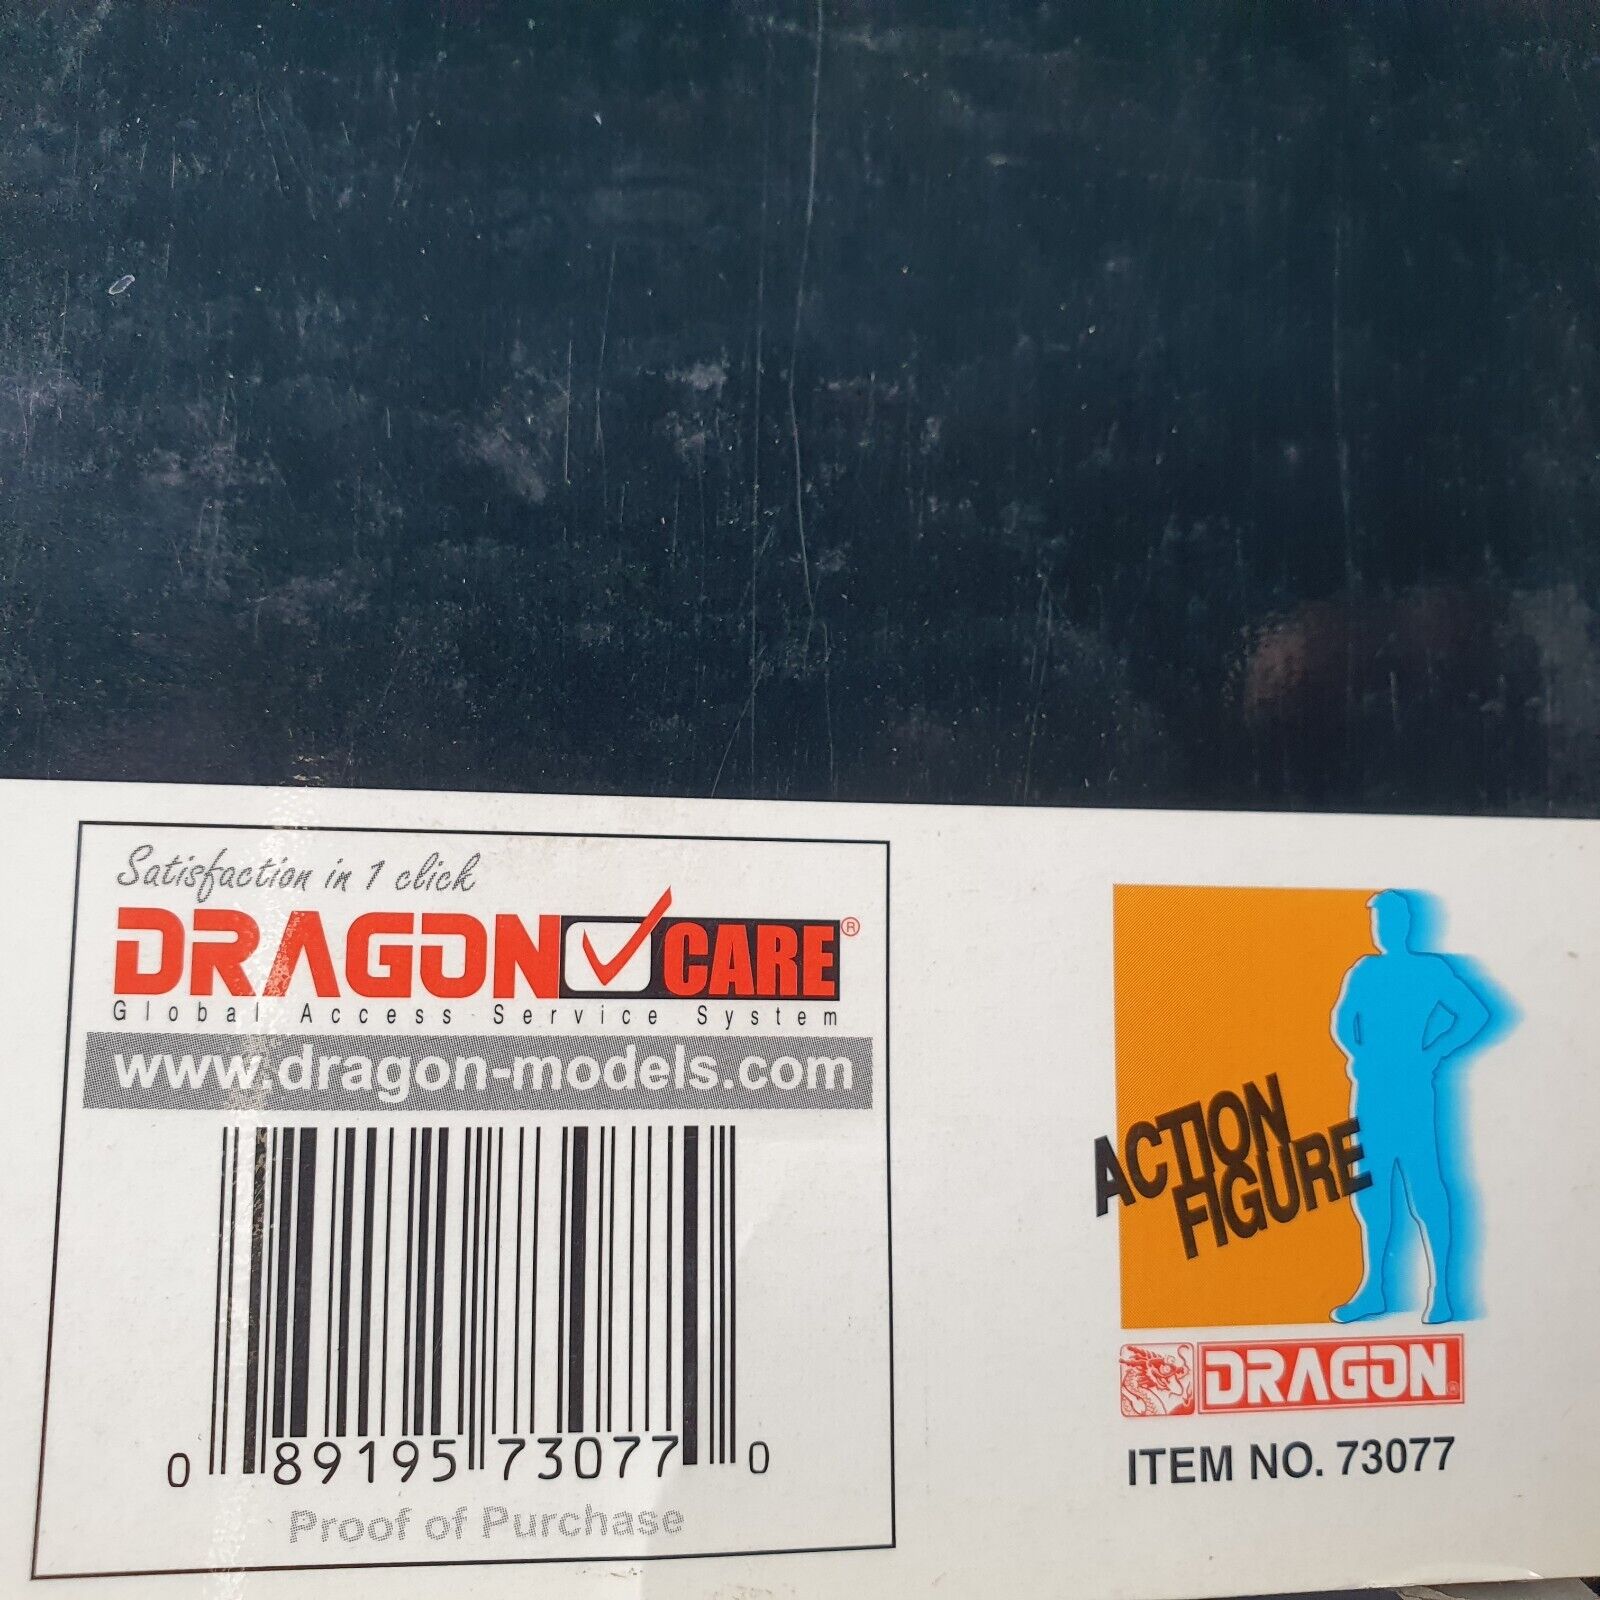 Satisfaction in 1 click
DRAGON CARE®
Global Access Service System
www.dragon-models.com
0 89195 73077 0
Proof of Purchase
ACTION
FIGURE
DRAGON®
ITEM NO. 73077